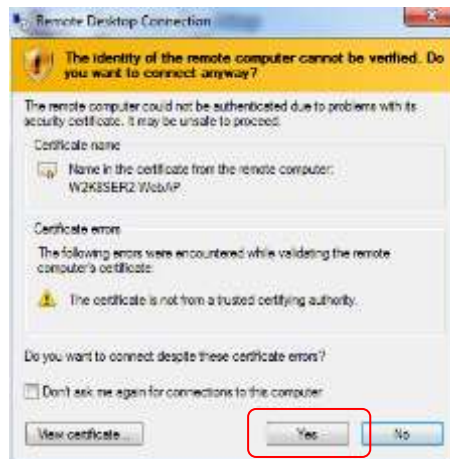 Remote Desktop Connection
The identity of the remote computer cannot be verified. Do
you want to connect anyway?
The remote computer could not be authenticated due to problems with its
security certificate. It may be unsafe to proceed.
Certificate name
Name in the certificate from the remote computer:
W2K8SER2-WebAP
Certificate errors
The following errors were encountered while validating the remote
computer's certificate:
The certificate is not from a trusted certifying authority.
Do you want to connect despite these certificate errors?
Don't ask me again for connections to this computer
View certificate...
Yes
No